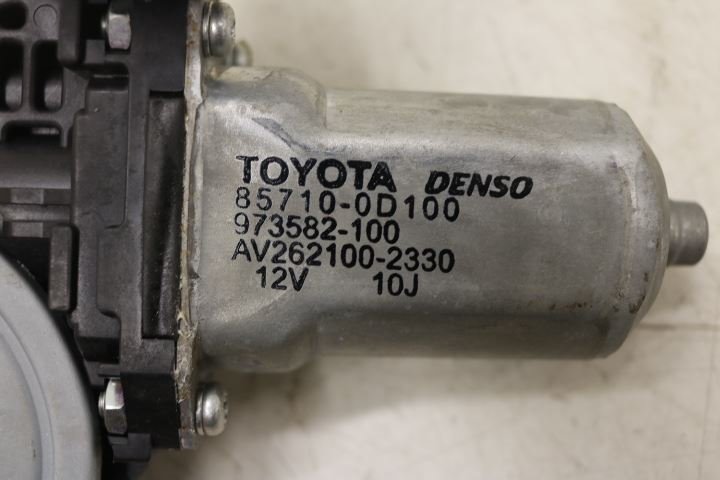 TOYOTA DENSO
85710-0D100
973582-100
AV262100-2330
12V 10J